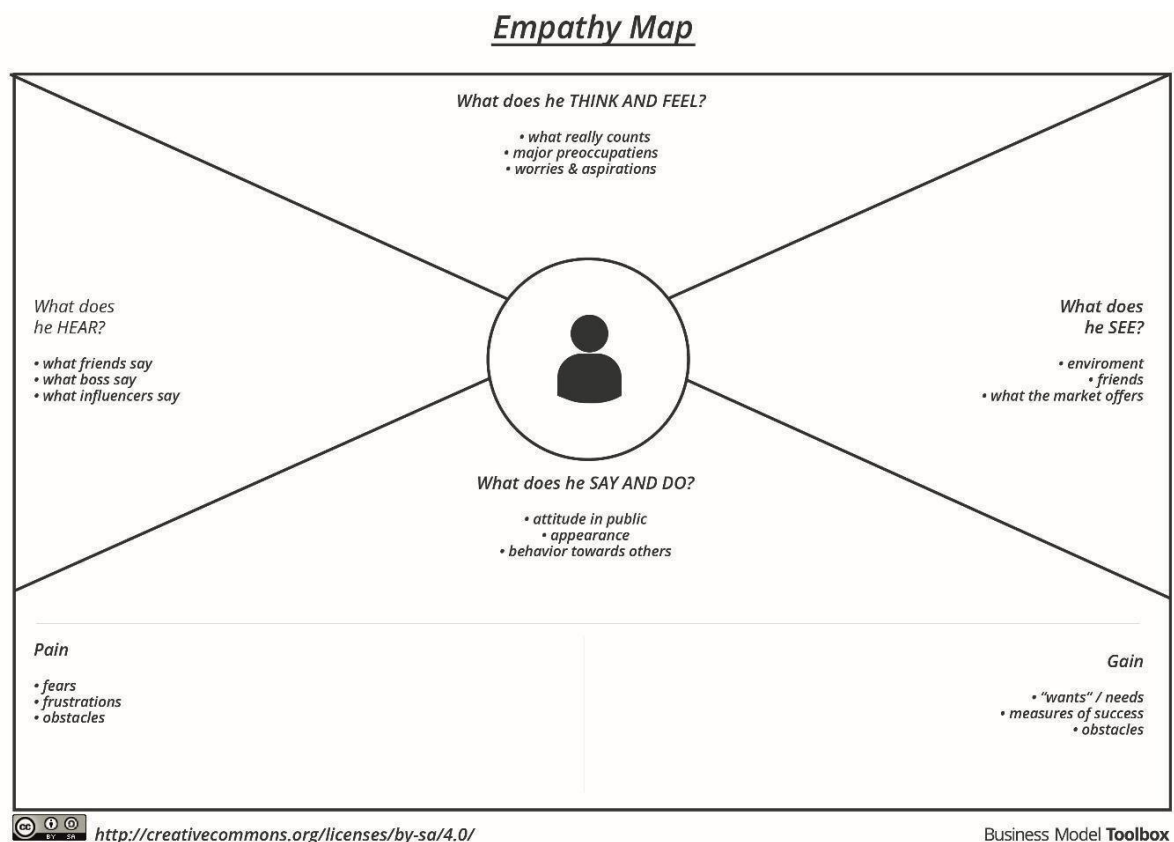 Empathy Map
What does he THINK AND FEEL?
• what really counts
• major preoccupatiens
• worries & aspirations
What does
he HEAR?
• what friends say
• what boss say
• what influencers say
What does
he SEE?
• enviroment
• friends
• what the market offers
What does he SAY AND DO?
• attitude in public
• appearance
• behavior towards others
Pain
• fears
• frustrations
• obstacles
Gain
• “wants” / needs
• measures of success
• obstacles
cc BY SA
http://creativecommons.org/licenses/by-sa/4.0/
Business Model Toolbox